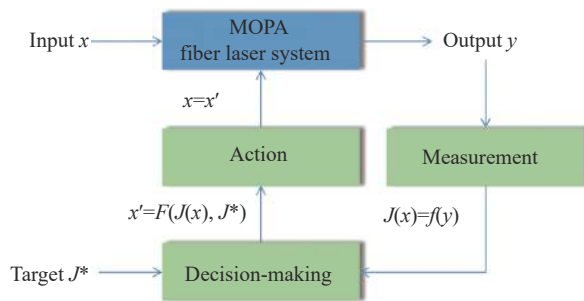 Input x
MOPA
fiber laser system
Output y
x=x′
Action
Measurement
x′=F(J(x), J*)
J(x)=f(y)
Target J*
Decision-making